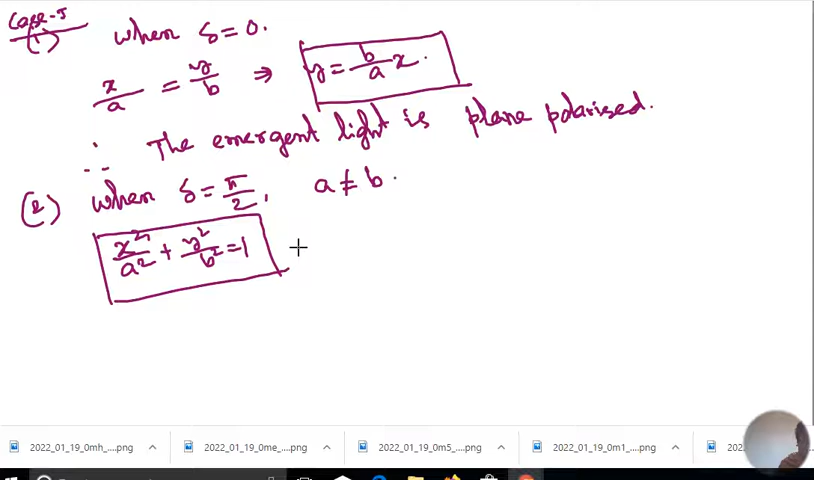 Case-I
(1) when δ=0.
x/a = y/b ⇒ y = b/a x.
∴ The emergent light is plane polarised.
(2) when δ = π/2, a ≠ b.
x²/a² + y²/b² = 1
2022_01_19_0mh_....png 2022_01_19_0me_....png 2022_01_19_0m5_....png 2022_01_19_0m1_....png 202